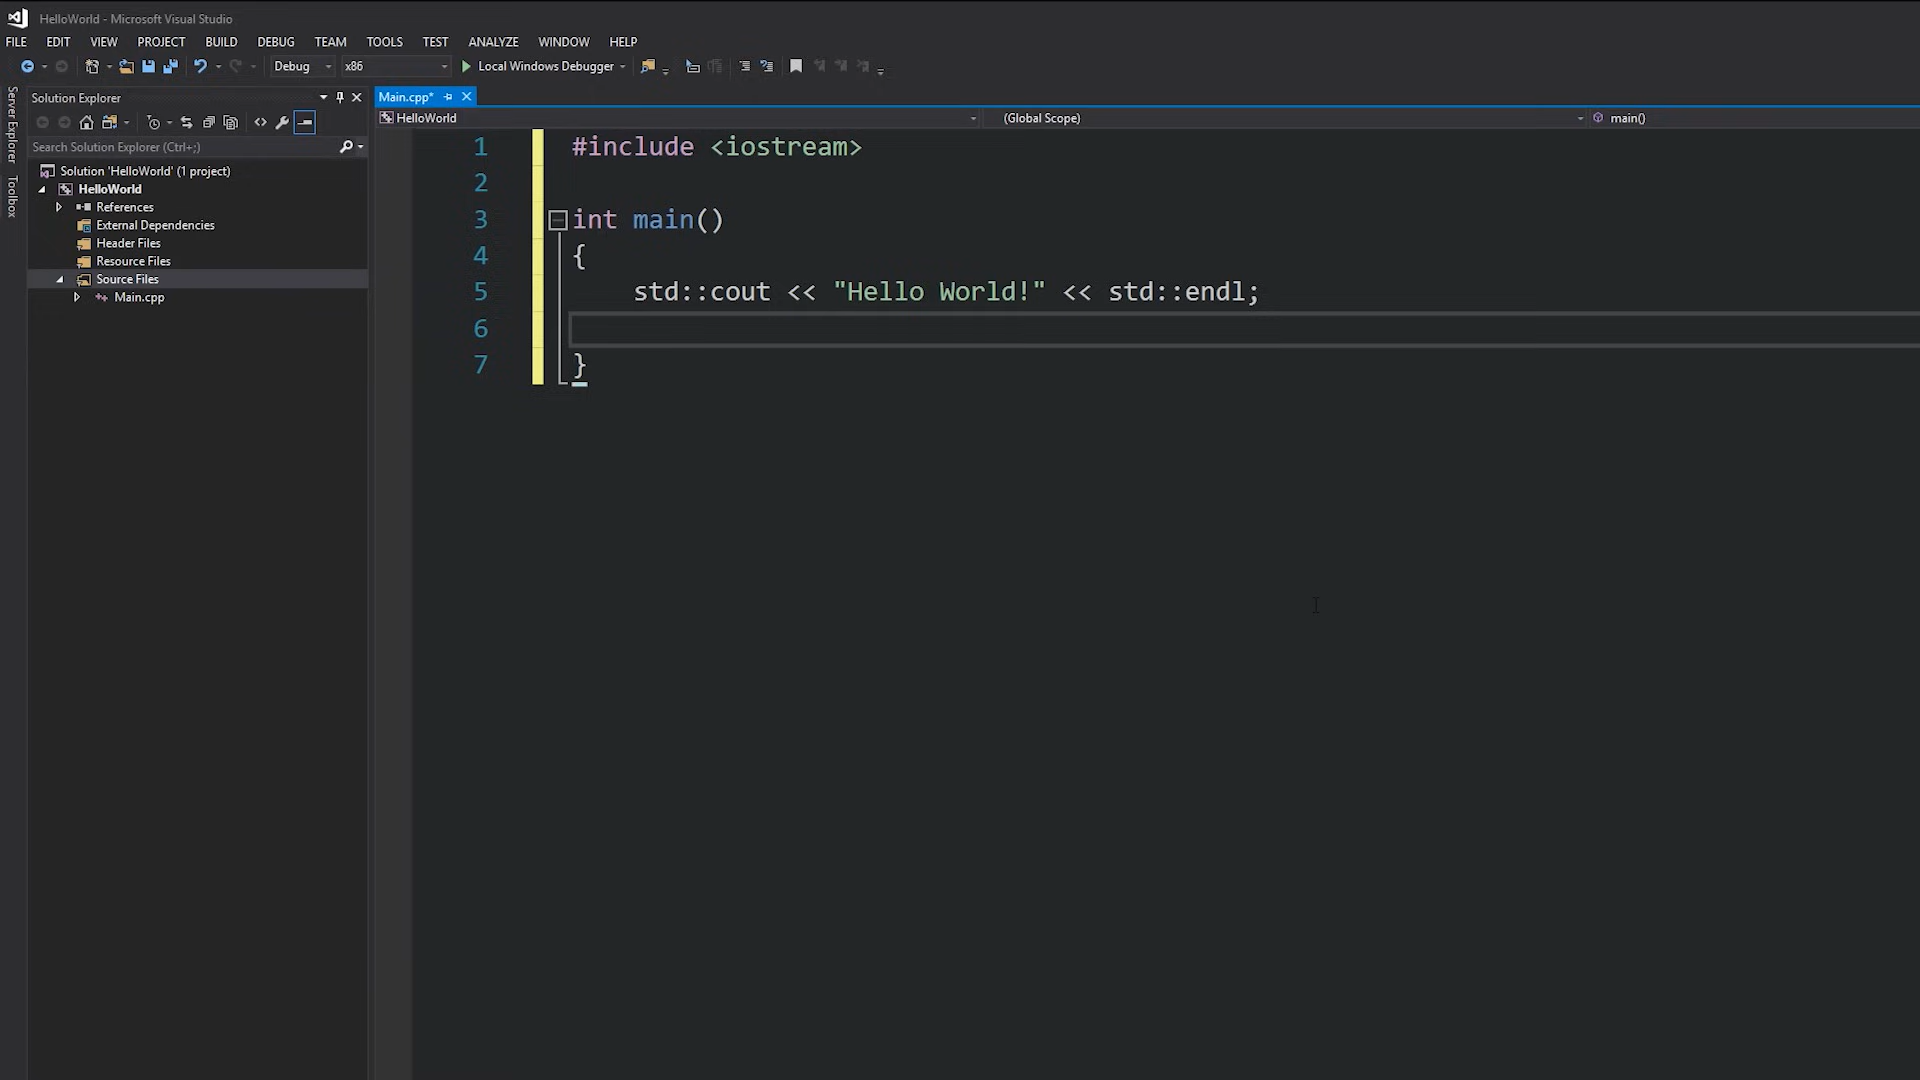 HelloWorld - Microsoft Visual Studio
FILE EDIT VIEW PROJECT BUILD DEBUG TEAM TOOLS TEST ANALYZE WINDOW HELP
Debug x86 Local Windows Debugger
Server Explorer
Toolbox
Solution Explorer
Search Solution Explorer (Ctrl+;)
Solution 'HelloWorld' (1 project)
HelloWorld
References
External Dependencies
Header Files
Resource Files
Source Files
Main.cpp
Main.cpp*
HelloWorld (Global Scope) main()
1 #include <iostream>
2
3 int main()
4 {
5 std::cout << "Hello World!" << std::endl;
6
7 }